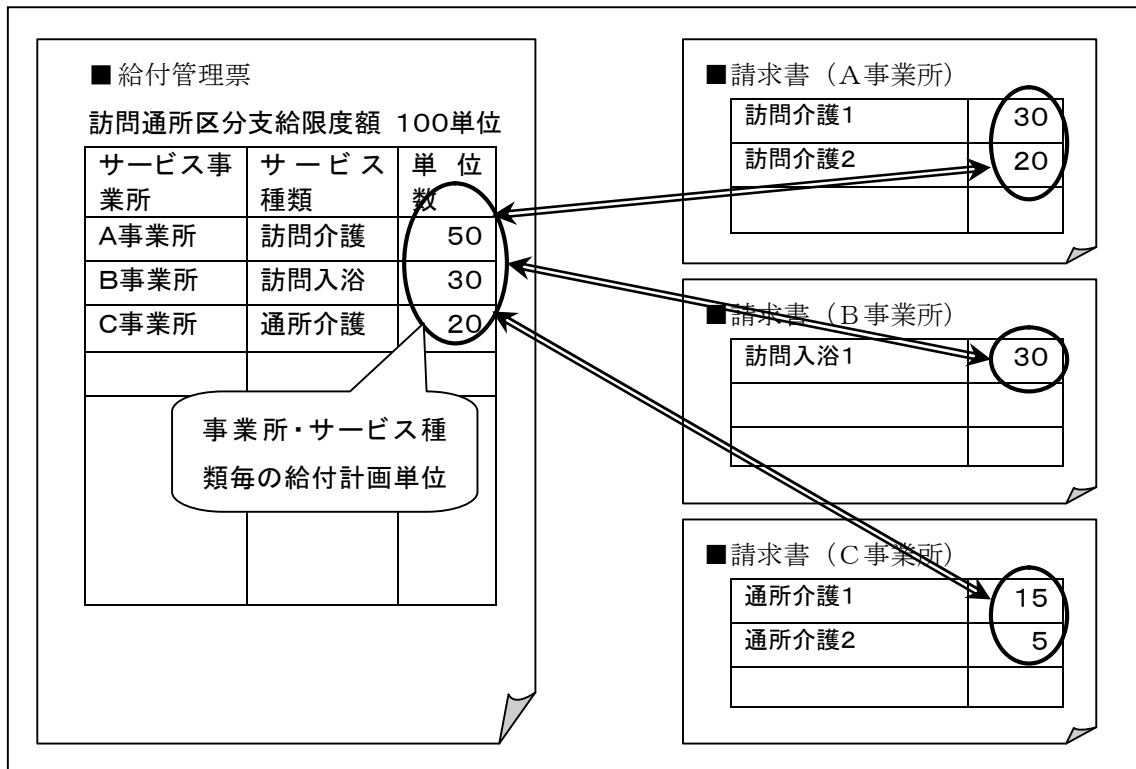 ■給付管理票
訪問通所区分支給限度額 100単位
サービス事業所 サービス種類 単位数
A事業所 訪問介護 50
B事業所 訪問入浴 30
C事業所 通所介護 20
事業所・サービス種
類毎の給付計画単位
■請求書（A事業所）
訪問介護1 30
訪問介護2 20
■請求書（B事業所）
訪問入浴1 30
■請求書（C事業所）
通所介護1 15
通所介護2 5